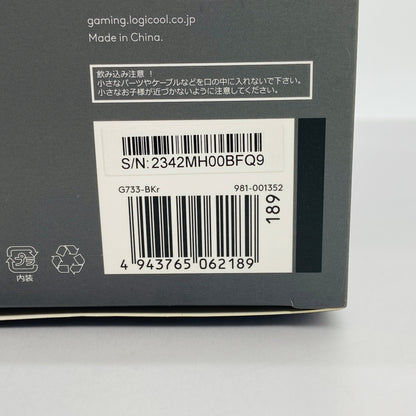 gaming.logicool.co.jp
Made in China.
飲み込み注意！
小さなパーツやケーブルなどを口の中に入れないで下さい。
小さなお子様が近づかないように注意してください。
S/N: 2342MH00BFQ9
G733-BKr 981-001352
189
4 943765 062189
プラ
内装